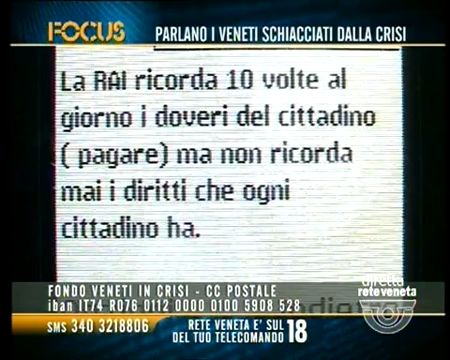 FOCUS
PARLANO I VENETI SCHIACCIATI DALLA CRISI
La RAI ricorda 10 volte al
giorno i doveri del cittadino
( pagare) ma non ricorda
mai i diritti che ogni
cittadino ha.
diretta
reteveneta
FONDO VENETI IN CRISI - CC POSTALE
iban IT74 R076 0112 0000 0100 5908 528
SMS 340 3218806
RETE VENETA E' SUL 18
DEL TUO TELECOMANDO